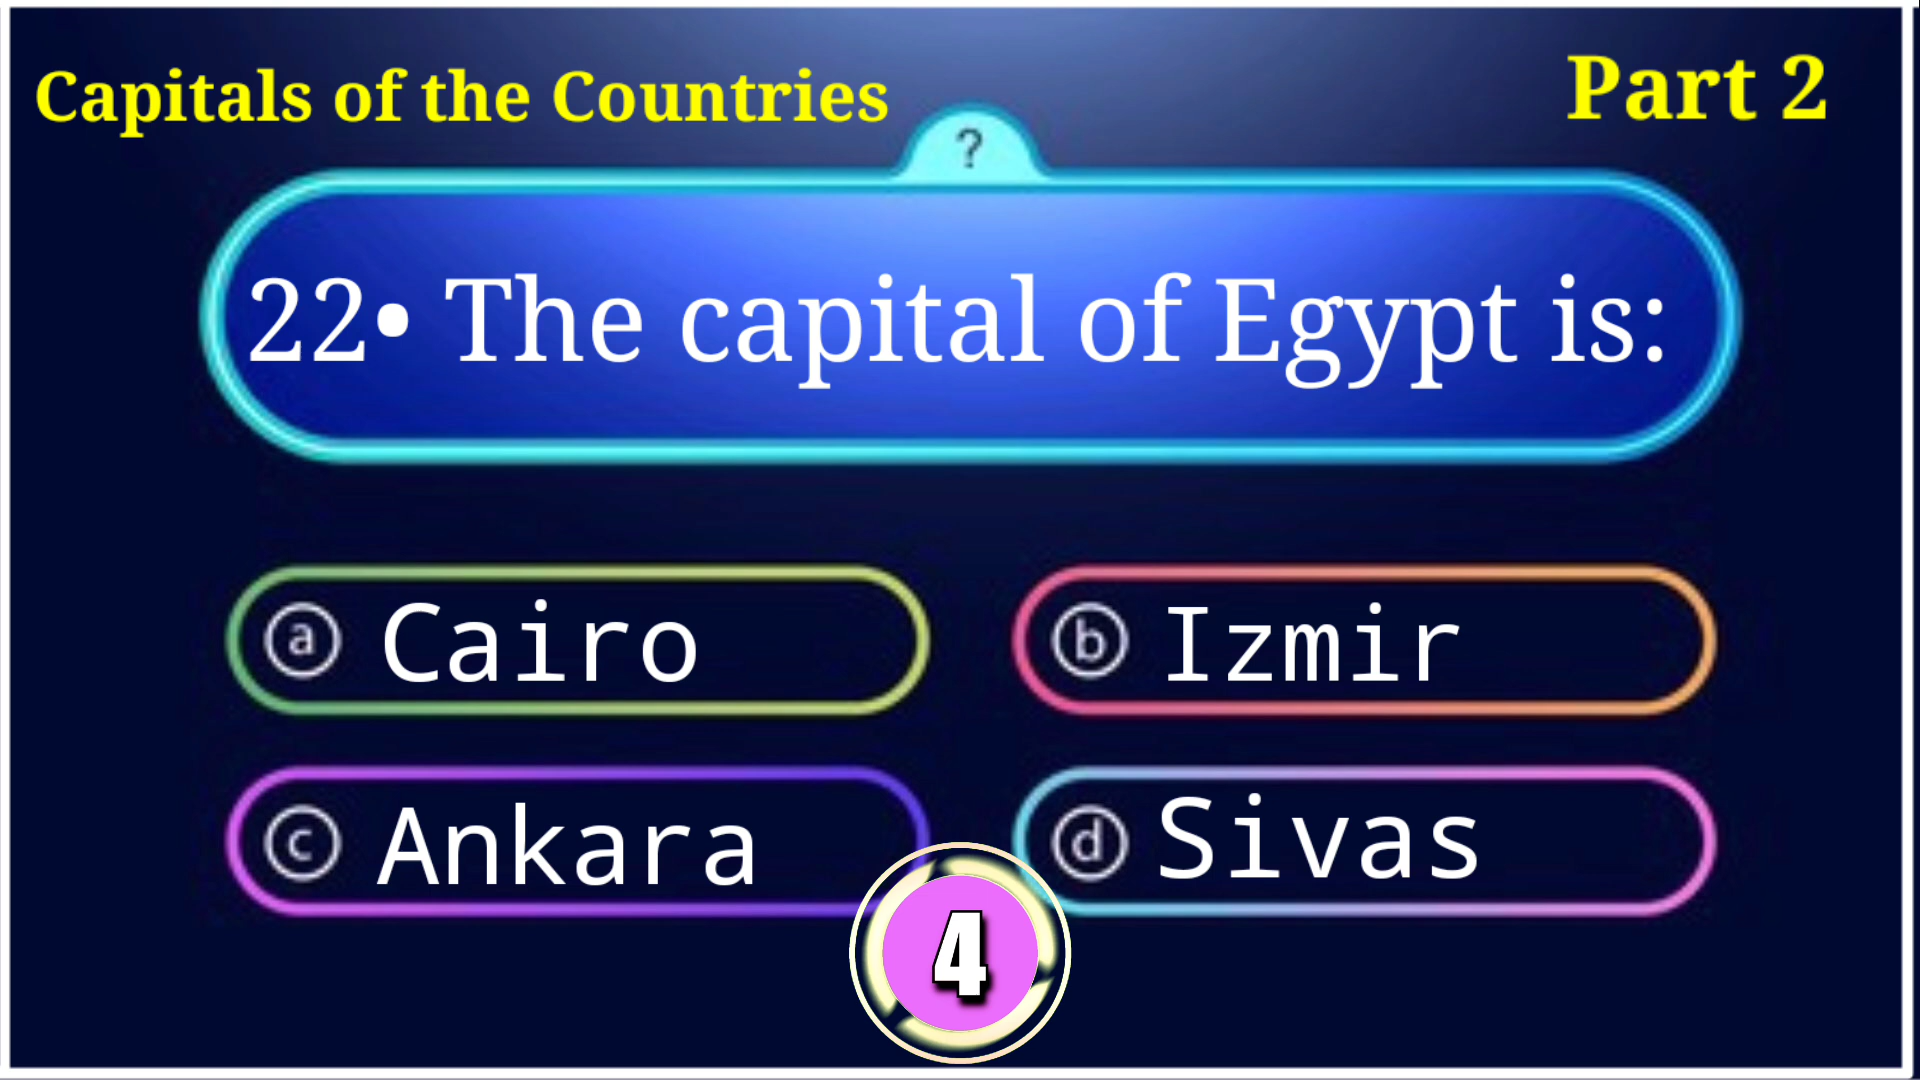 Capitals of the Countries
Part 2
?
22• The capital of Egypt is:
a Cairo
b Izmir
c Ankara
d Sivas
4